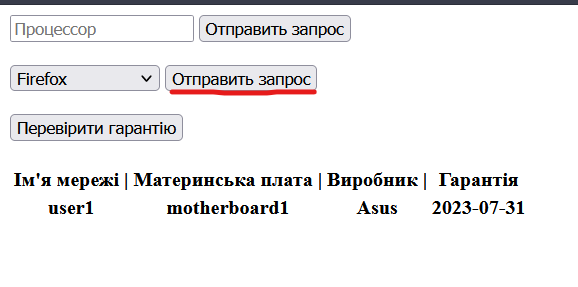 Процессор Отправить запрос
Firefox Отправить запрос
Перевірити гарантію
Ім'я мережі | Материнська плата | Виробник | Гарантія
user1 motherboard1 Asus 2023-07-31